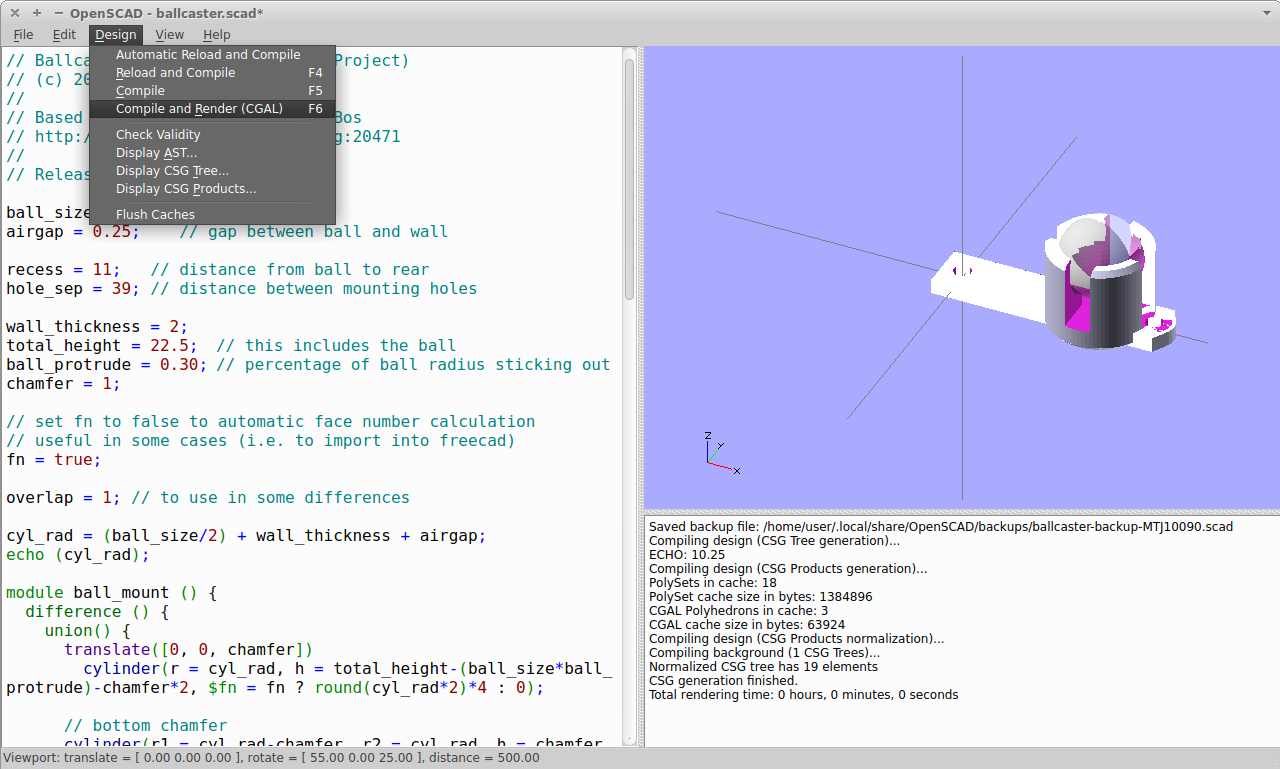 OpenSCAD - ballcaster.scad*
File Edit Design View Help
Automatic Reload and Compile
Reload and Compile F4
Compile F5
Compile and Render (CGAL) F6
Check Validity
Display AST...
Display CSG Tree...
Display CSG Products...
Flush Caches
// Ballca Project)
// (c) 20
//
// Based Bos
// http:/ g:20471
//
// Releas
ball_size
airgap = 0.25; // gap between ball and wall
recess = 11; // distance from ball to rear
hole_sep = 39; // distance between mounting holes
wall_thickness = 2;
total_height = 22.5; // this includes the ball
ball_protrude = 0.30; // percentage of ball radius sticking out
chamfer = 1;
// set fn to false to automatic face number calculation
// useful in some cases (i.e. to import into freecad)
fn = true;
overlap = 1; // to use in some differences
cyl_rad = (ball_size/2) + wall_thickness + airgap;
echo (cyl_rad);
module ball_mount () {
difference () {
union() {
translate([0, 0, chamfer])
cylinder(r = cyl_rad, h = total_height-(ball_size*ball_
protrude)-chamfer*2, $fn = fn ? round(cyl_rad*2)*4 : 0);
// bottom chamfer
cylinder(r1 = cyl_rad-chamfer, r2 = cyl_rad, h = chamfer,
Z
Y
X
Saved backup file: /home/user/.local/share/OpenSCAD/backups/ballcaster-backup-MTJ10090.scad
Compiling design (CSG Tree generation)...
ECHO: 10.25
Compiling design (CSG Products generation)...
PolySets in cache: 18
PolySet cache size in bytes: 1384896
CGAL Polyhedrons in cache: 3
CGAL cache size in bytes: 63924
Compiling design (CSG Products normalization)...
Compiling background (1 CSG Trees)...
Normalized CSG tree has 19 elements
CSG generation finished.
Total rendering time: 0 hours, 0 minutes, 0 seconds
Viewport: translate = [ 0.00 0.00 0.00 ], rotate = [ 55.00 0.00 25.00 ], distance = 500.00